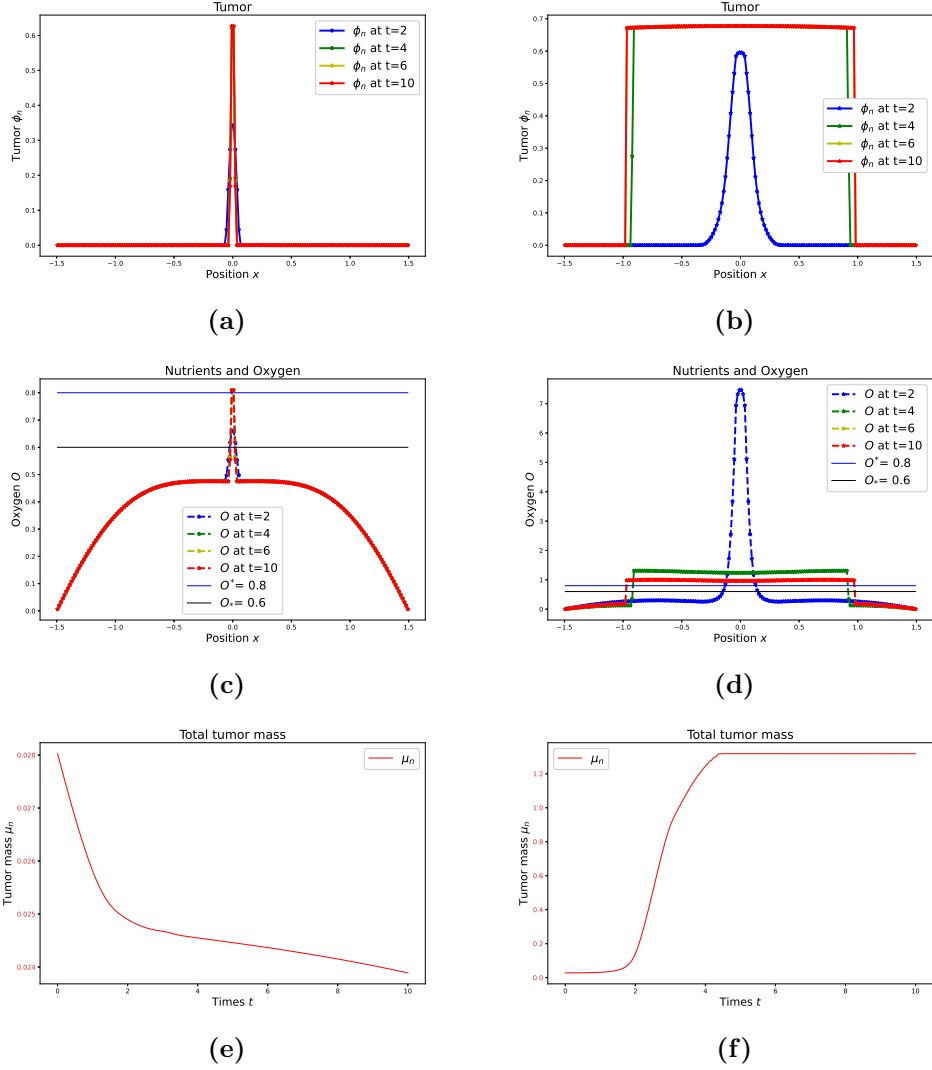 Tumor
Tumor ϕn
0.6
0.5
0.4
0.3
0.2
0.1
0.0
−1.5 −1.0 −0.5 0.0 0.5 1.0 1.5
Position x
ϕn at t=2
ϕn at t=4
ϕn at t=6
ϕn at t=10
(a)
Tumor
Tumor ϕn
0.7
0.6
0.5
0.4
0.3
0.2
0.1
0.0
−1.5 −1.0 −0.5 0.0 0.5 1.0 1.5
Position x
ϕn at t=2
ϕn at t=4
ϕn at t=6
ϕn at t=10
(b)
Nutrients and Oxygen
Oxygen O
0.8
0.7
0.6
0.5
0.4
0.3
0.2
0.1
0.0
−1.5 −1.0 −0.5 0.0 0.5 1.0 1.5
Position x
O at t=2
O at t=4
O at t=6
O at t=10
O*= 0.8
O*= 0.6
(c)
Nutrients and Oxygen
Oxygen O
7
6
5
4
3
2
1
0
−1.5 −1.0 −0.5 0.0 0.5 1.0 1.5
Position x
O at t=2
O at t=4
O at t=6
O at t=10
O*= 0.8
O*= 0.6
(d)
Total tumor mass
Tumor mass μn
0.028
0.027
0.026
0.025
0.024
0 2 4 6 8 10
Times t
μn
(e)
Total tumor mass
Tumor mass μn
1.2
1.0
0.8
0.6
0.4
0.2
0.0
0 2 4 6 8 10
Times t
μn
(f)